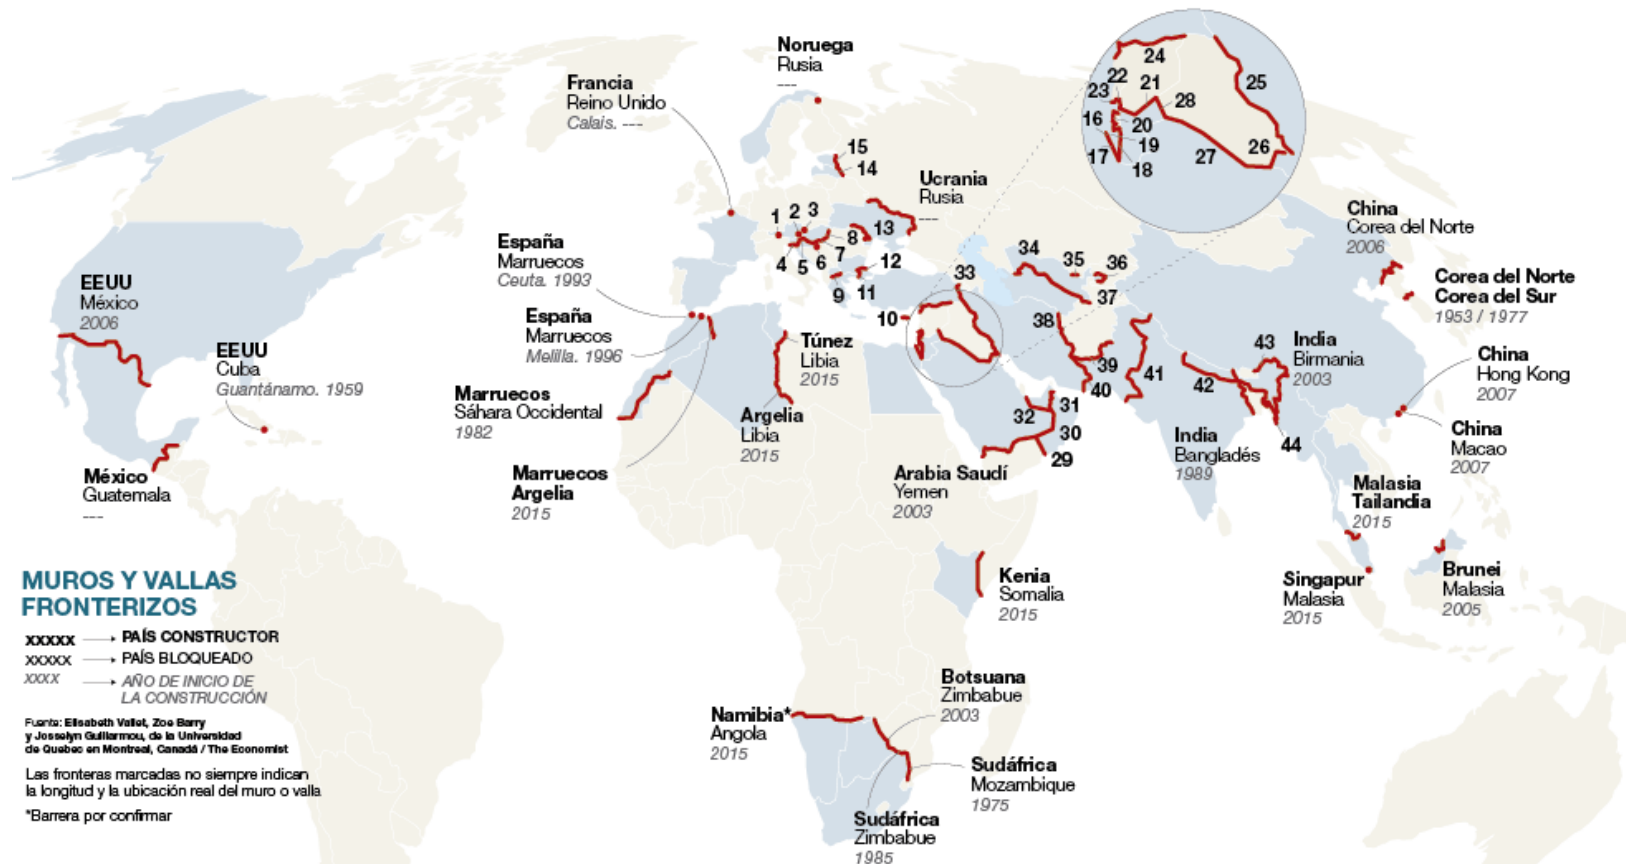 Noruega
Rusia
---
Francia
Reino Unido
Calais. ---
24
22
21
25
23
28
16
20
19
26
17
27
18
15
14
Ucrania
Rusia
---
China
Corea del Norte
2006
1
2
3
13
8
4
5
6
7
12
9
11
10
España
Marruecos
Ceuta. 1993
España
Marruecos
Melilla. 1996
34
35
36
33
37
38
39
40
41
42
43
44
Corea del Norte
Corea del Sur
1953 / 1977
EEUU
México
2006
EEUU
Cuba
Guantánamo. 1959
Túnez
Libia
2015
India
Birmania
2003
China
Hong Kong
2007
Marruecos
Sáhara Occidental
1982
Argelia
Libia
2015
32
31
30
29
India
Bangladés
1989
China
Macao
2007
México
Guatemala
---
Marruecos
Argelia
2015
Arabia Saudí
Yemen
2003
Malasia
Tailandia
2015
Kenia
Somalia
2015
Singapur
Malasia
2015
Brunei
Malasia
2005
MUROS Y VALLAS
FRONTERIZOS
xxxxx PAÍS CONSTRUCTOR
xxxxx PAÍS BLOQUEADO
xxxx AÑO DE INICIO DE
LA CONSTRUCCIÓN
Fuente: Elisabeth Vallet, Zoe Barry
y Josselyn Guillarmou, de la Universidad
de Quebec en Montreal, Canadá / The Economist
Las fronteras marcadas no siempre indican
la longitud y la ubicación real del muro o valla
*Barrera por confirmar
Namibia*
Angola
2015
Botsuana
Zimbabue
2003
Sudáfrica
Mozambique
1975
Sudáfrica
Zimbabue
1985